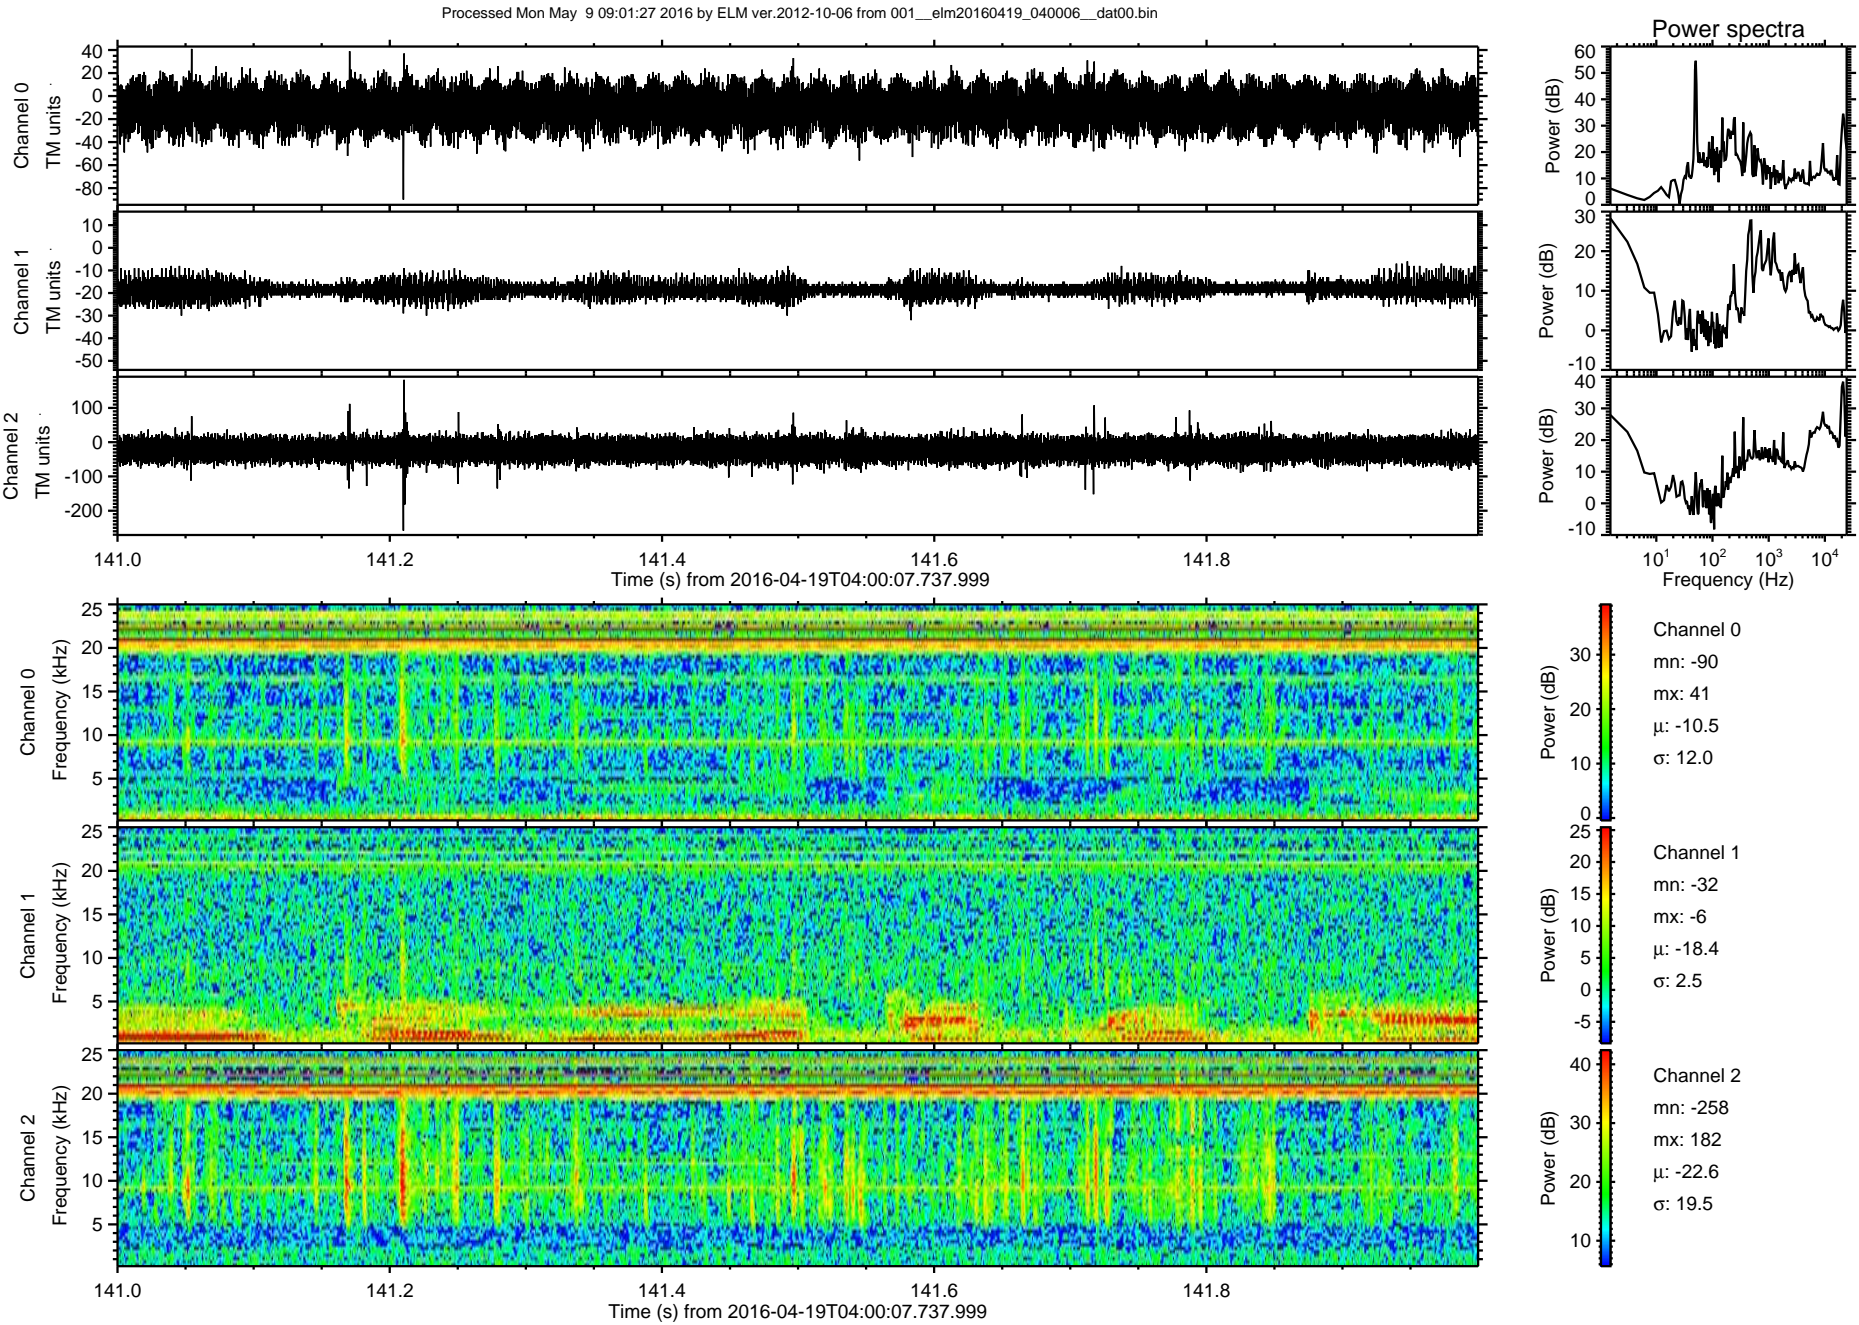 Processed Mon May  9 09:01:27 2016 by ELM ver.2012-10-06 from 001__elm20160419_040006__dat00.bin
Power spectra
Channel 0
TM units
40
20
0
-20
-40
-60
-80
Power (dB)
60
50
40
30
20
10
0
Channel 1
TM units
10
0
-10
-20
-30
-40
-50
Power (dB)
30
20
10
0
-10
Channel 2
TM units
100
0
-100
-200
Power (dB)
40
30
20
10
0
-10
141.0 141.2 141.4 141.6 141.8
Time (s) from 2016-04-19T04:00:07.737.999
10¹ 10² 10³ 10⁴
Frequency (Hz)
Channel 0
Frequency (kHz)
25
20
15
10
5
Power (dB)
30
20
10
0
Channel 0
mn: -90
mx: 41
μ: -10.5
σ: 12.0
Channel 1
Frequency (kHz)
25
20
15
10
5
Power (dB)
25
20
15
10
5
0
-5
Channel 1
mn: -32
mx: -6
μ: -18.4
σ: 2.5
Channel 2
Frequency (kHz)
25
20
15
10
5
Power (dB)
40
30
20
10
Channel 2
mn: -258
mx: 182
μ: -22.6
σ: 19.5
141.0 141.2 141.4 141.6 141.8
Time (s) from 2016-04-19T04:00:07.737.999